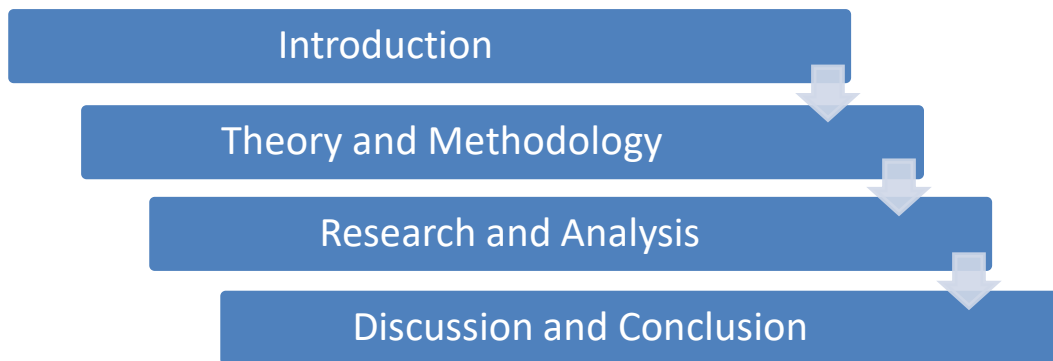 Introduction
Theory and Methodology
Research and Analysis
Discussion and Conclusion